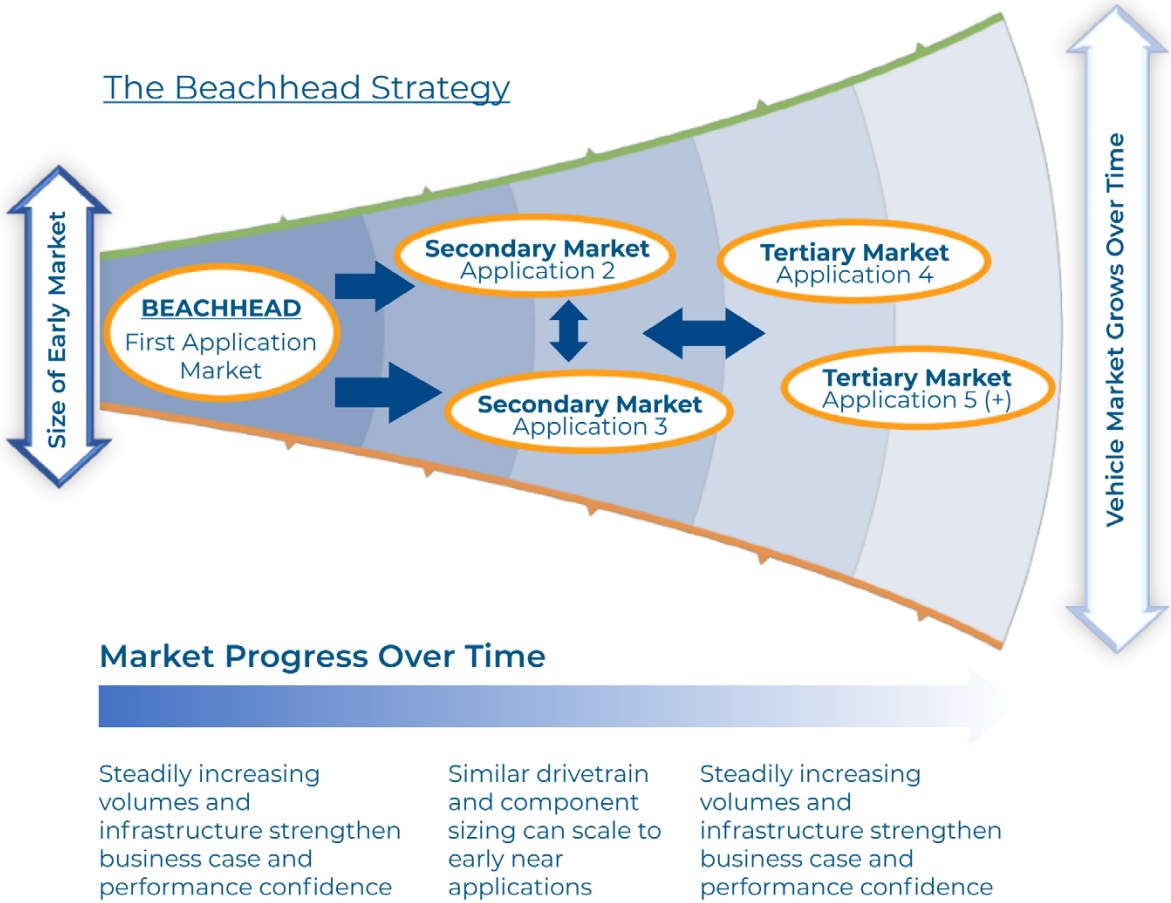 The Beachhead Strategy
Size of Early Market
BEACHHEAD
First Application
Market
Secondary Market
Application 2
Secondary Market
Application 3
Tertiary Market
Application 4
Tertiary Market
Application 5 (+)
Vehicle Market Grows Over Time
Market Progress Over Time
Steadily increasing
volumes and
infrastructure strengthen
business case and
performance confidence
Similar drivetrain
and component
sizing can scale to
early near
applications
Steadily increasing
volumes and
infrastructure strengthen
business case and
performance confidence